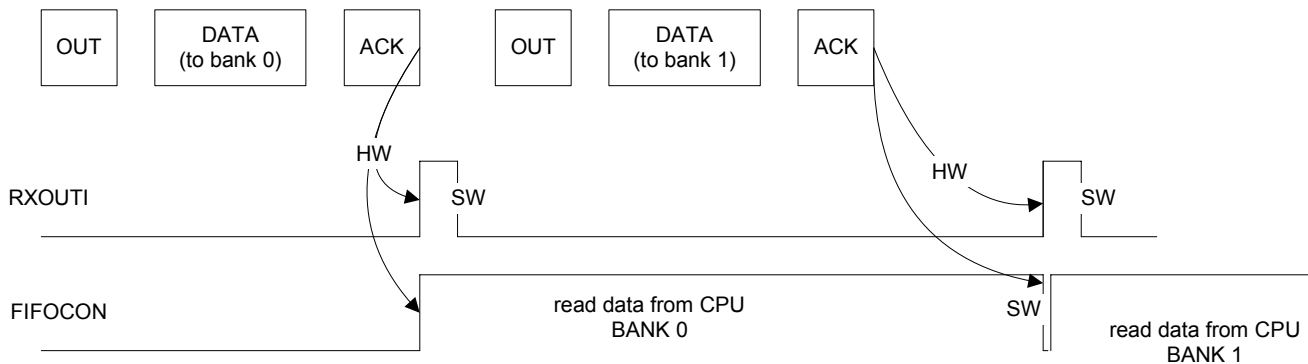 OUT
DATA
(to bank 0)
ACK
OUT
DATA
(to bank 1)
ACK
HW
HW
RXOUTI
SW
SW
FIFOCON
read data from CPU
BANK 0
SW
read data from CPU
BANK 1